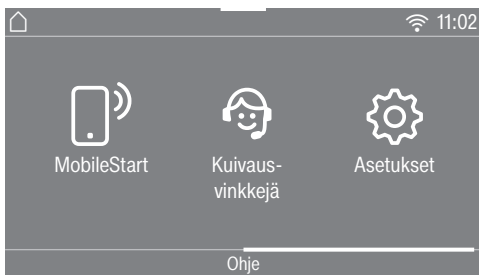 11:02
MobileStart
Kuivaus-
vinkkejä
Asetukset
Ohje